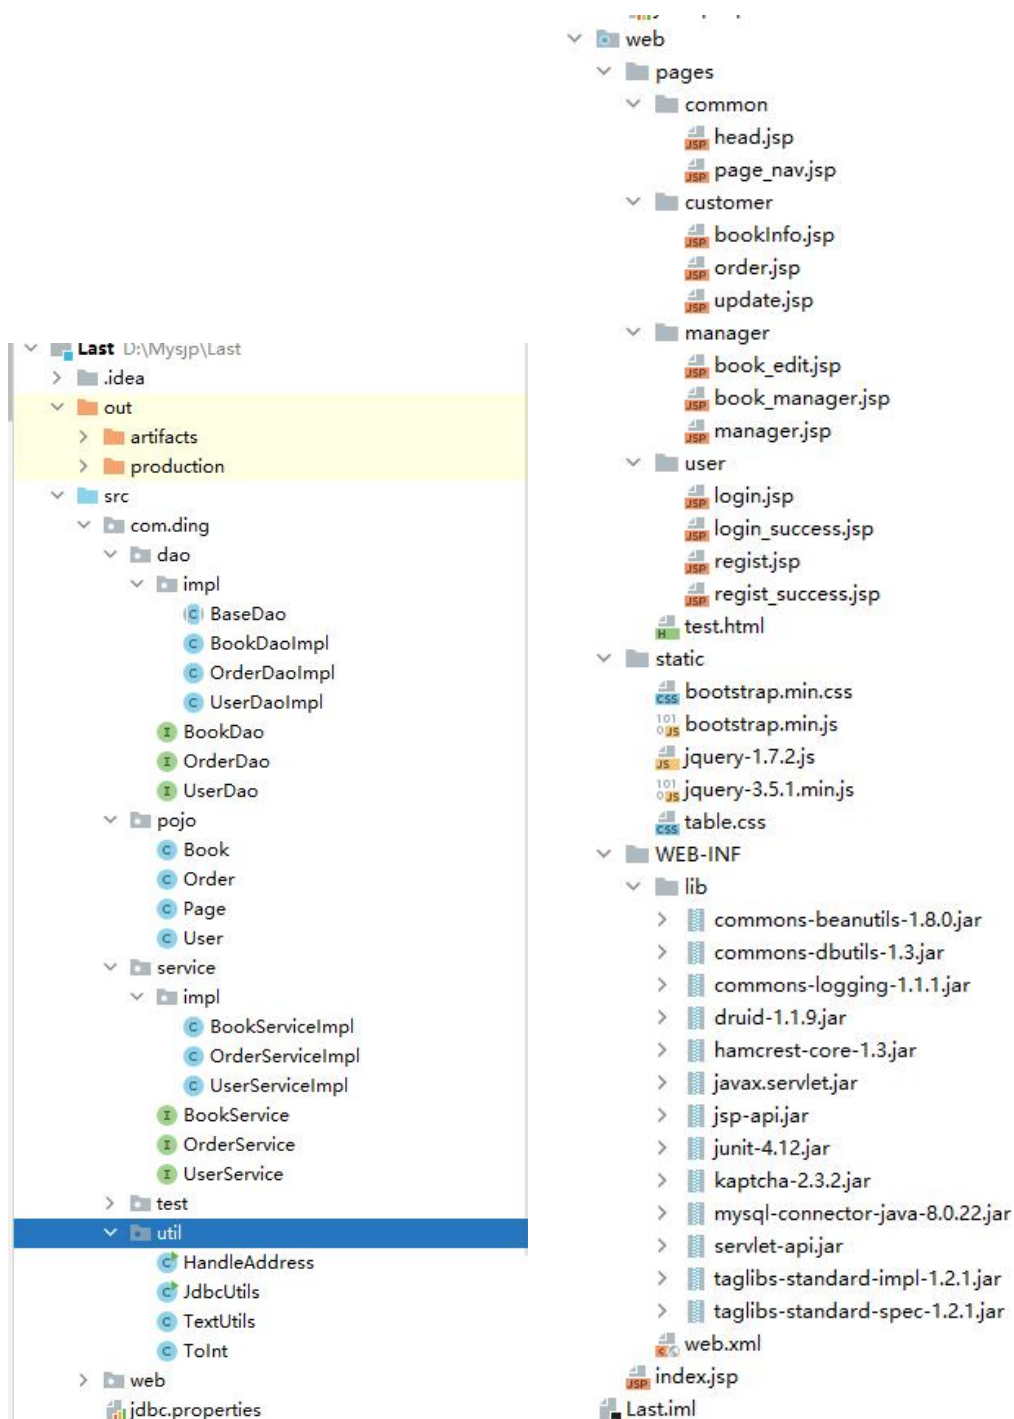 Last D:\Mysjp\Last
.idea
out
artifacts
production
src
com.ding
dao
impl
BaseDao
BookDaoImpl
OrderDaoImpl
UserDaoImpl
BookDao
OrderDao
UserDao
pojo
Book
Order
Page
User
service
impl
BookServiceImpl
OrderServiceImpl
UserServiceImpl
BookService
OrderService
UserService
test
util
HandleAddress
JdbcUtils
TextUtils
ToInt
web
jdbc.properties
web
pages
common
head.jsp
page_nav.jsp
customer
bookInfo.jsp
order.jsp
update.jsp
manager
book_edit.jsp
book_manager.jsp
manager.jsp
user
login.jsp
login_success.jsp
regist.jsp
regist_success.jsp
test.html
static
bootstrap.min.css
bootstrap.min.js
jquery-1.7.2.js
jquery-3.5.1.min.js
table.css
WEB-INF
lib
commons-beanutils-1.8.0.jar
commons-dbutils-1.3.jar
commons-logging-1.1.1.jar
druid-1.1.9.jar
hamcrest-core-1.3.jar
javax.servlet.jar
jsp-api.jar
junit-4.12.jar
kaptcha-2.3.2.jar
mysql-connector-java-8.0.22.jar
servlet-api.jar
taglibs-standard-impl-1.2.1.jar
taglibs-standard-spec-1.2.1.jar
web.xml
index.jsp
Last.iml